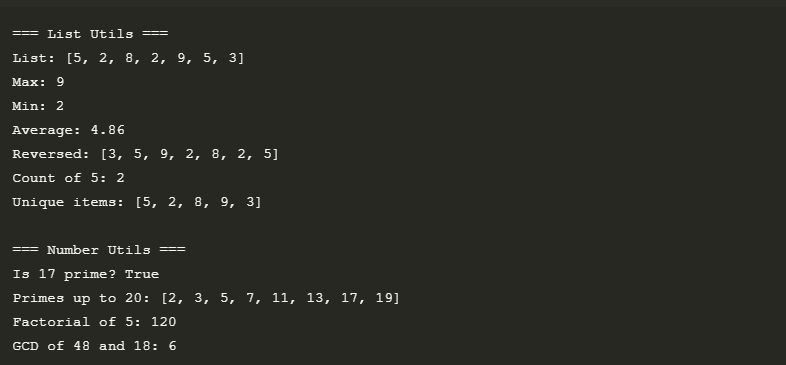 === List Utils ===
List: [5, 2, 8, 2, 9, 5, 3]
Max: 9
Min: 2
Average: 4.86
Reversed: [3, 5, 9, 2, 8, 2, 5]
Count of 5: 2
Unique items: [5, 2, 8, 9, 3]
=== Number Utils ===
Is 17 prime? True
Primes up to 20: [2, 3, 5, 7, 11, 13, 17, 19]
Factorial of 5: 120
GCD of 48 and 18: 6